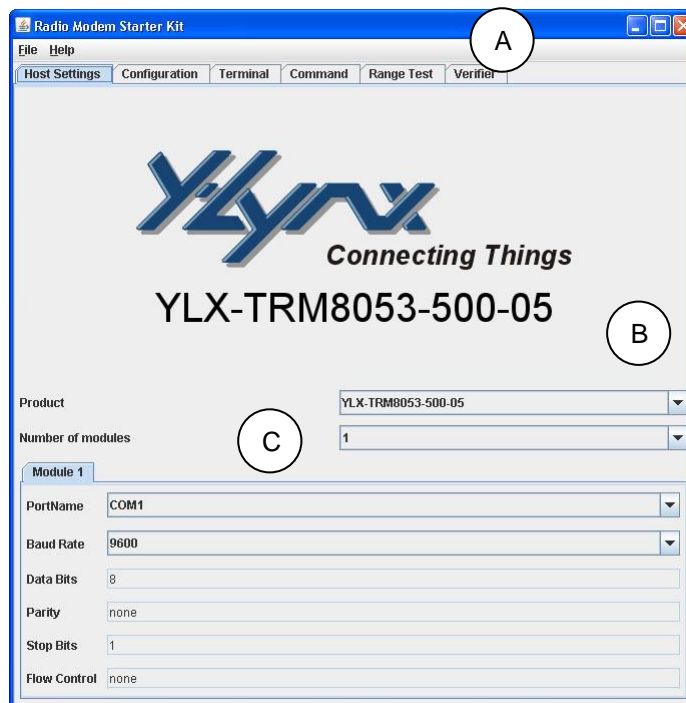 Radio Modem Starter Kit
A
File Help
Host Settings Configuration Terminal Command Range Test Verifier
YLynx
Connecting Things
YLX-TRM8053-500-05
B
Product YLX-TRM8053-500-05
Number of modules 1
C
Module 1
PortName COM1
Baud Rate 9600
Data Bits 8
Parity none
Stop Bits 1
Flow Control none